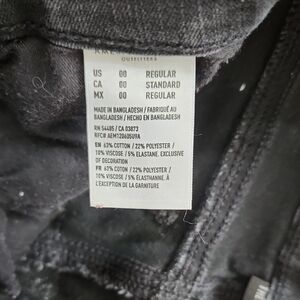 OUTFITTERS
US 00 REGULAR
CA 00 STANDARD
MX 00 REGULAR
MADE IN BANGLADESH / FABRIQUÉ AU
BANGLADESH / HECHO EN BANGLADESH
RN 54485 / CA 03873
RFC# AEM1206065U9A
EN 63% COTTON / 22% POLYESTER /
10% VISCOSE / 5% ELASTANE. EXCLUSIVE
OF DECORATION
FR 63% COTON / 22% POLYESTER /
10% VISCOSE / 5% ÉLASTHANNE. À
L'EXCEPTION DE LA GARNITURE